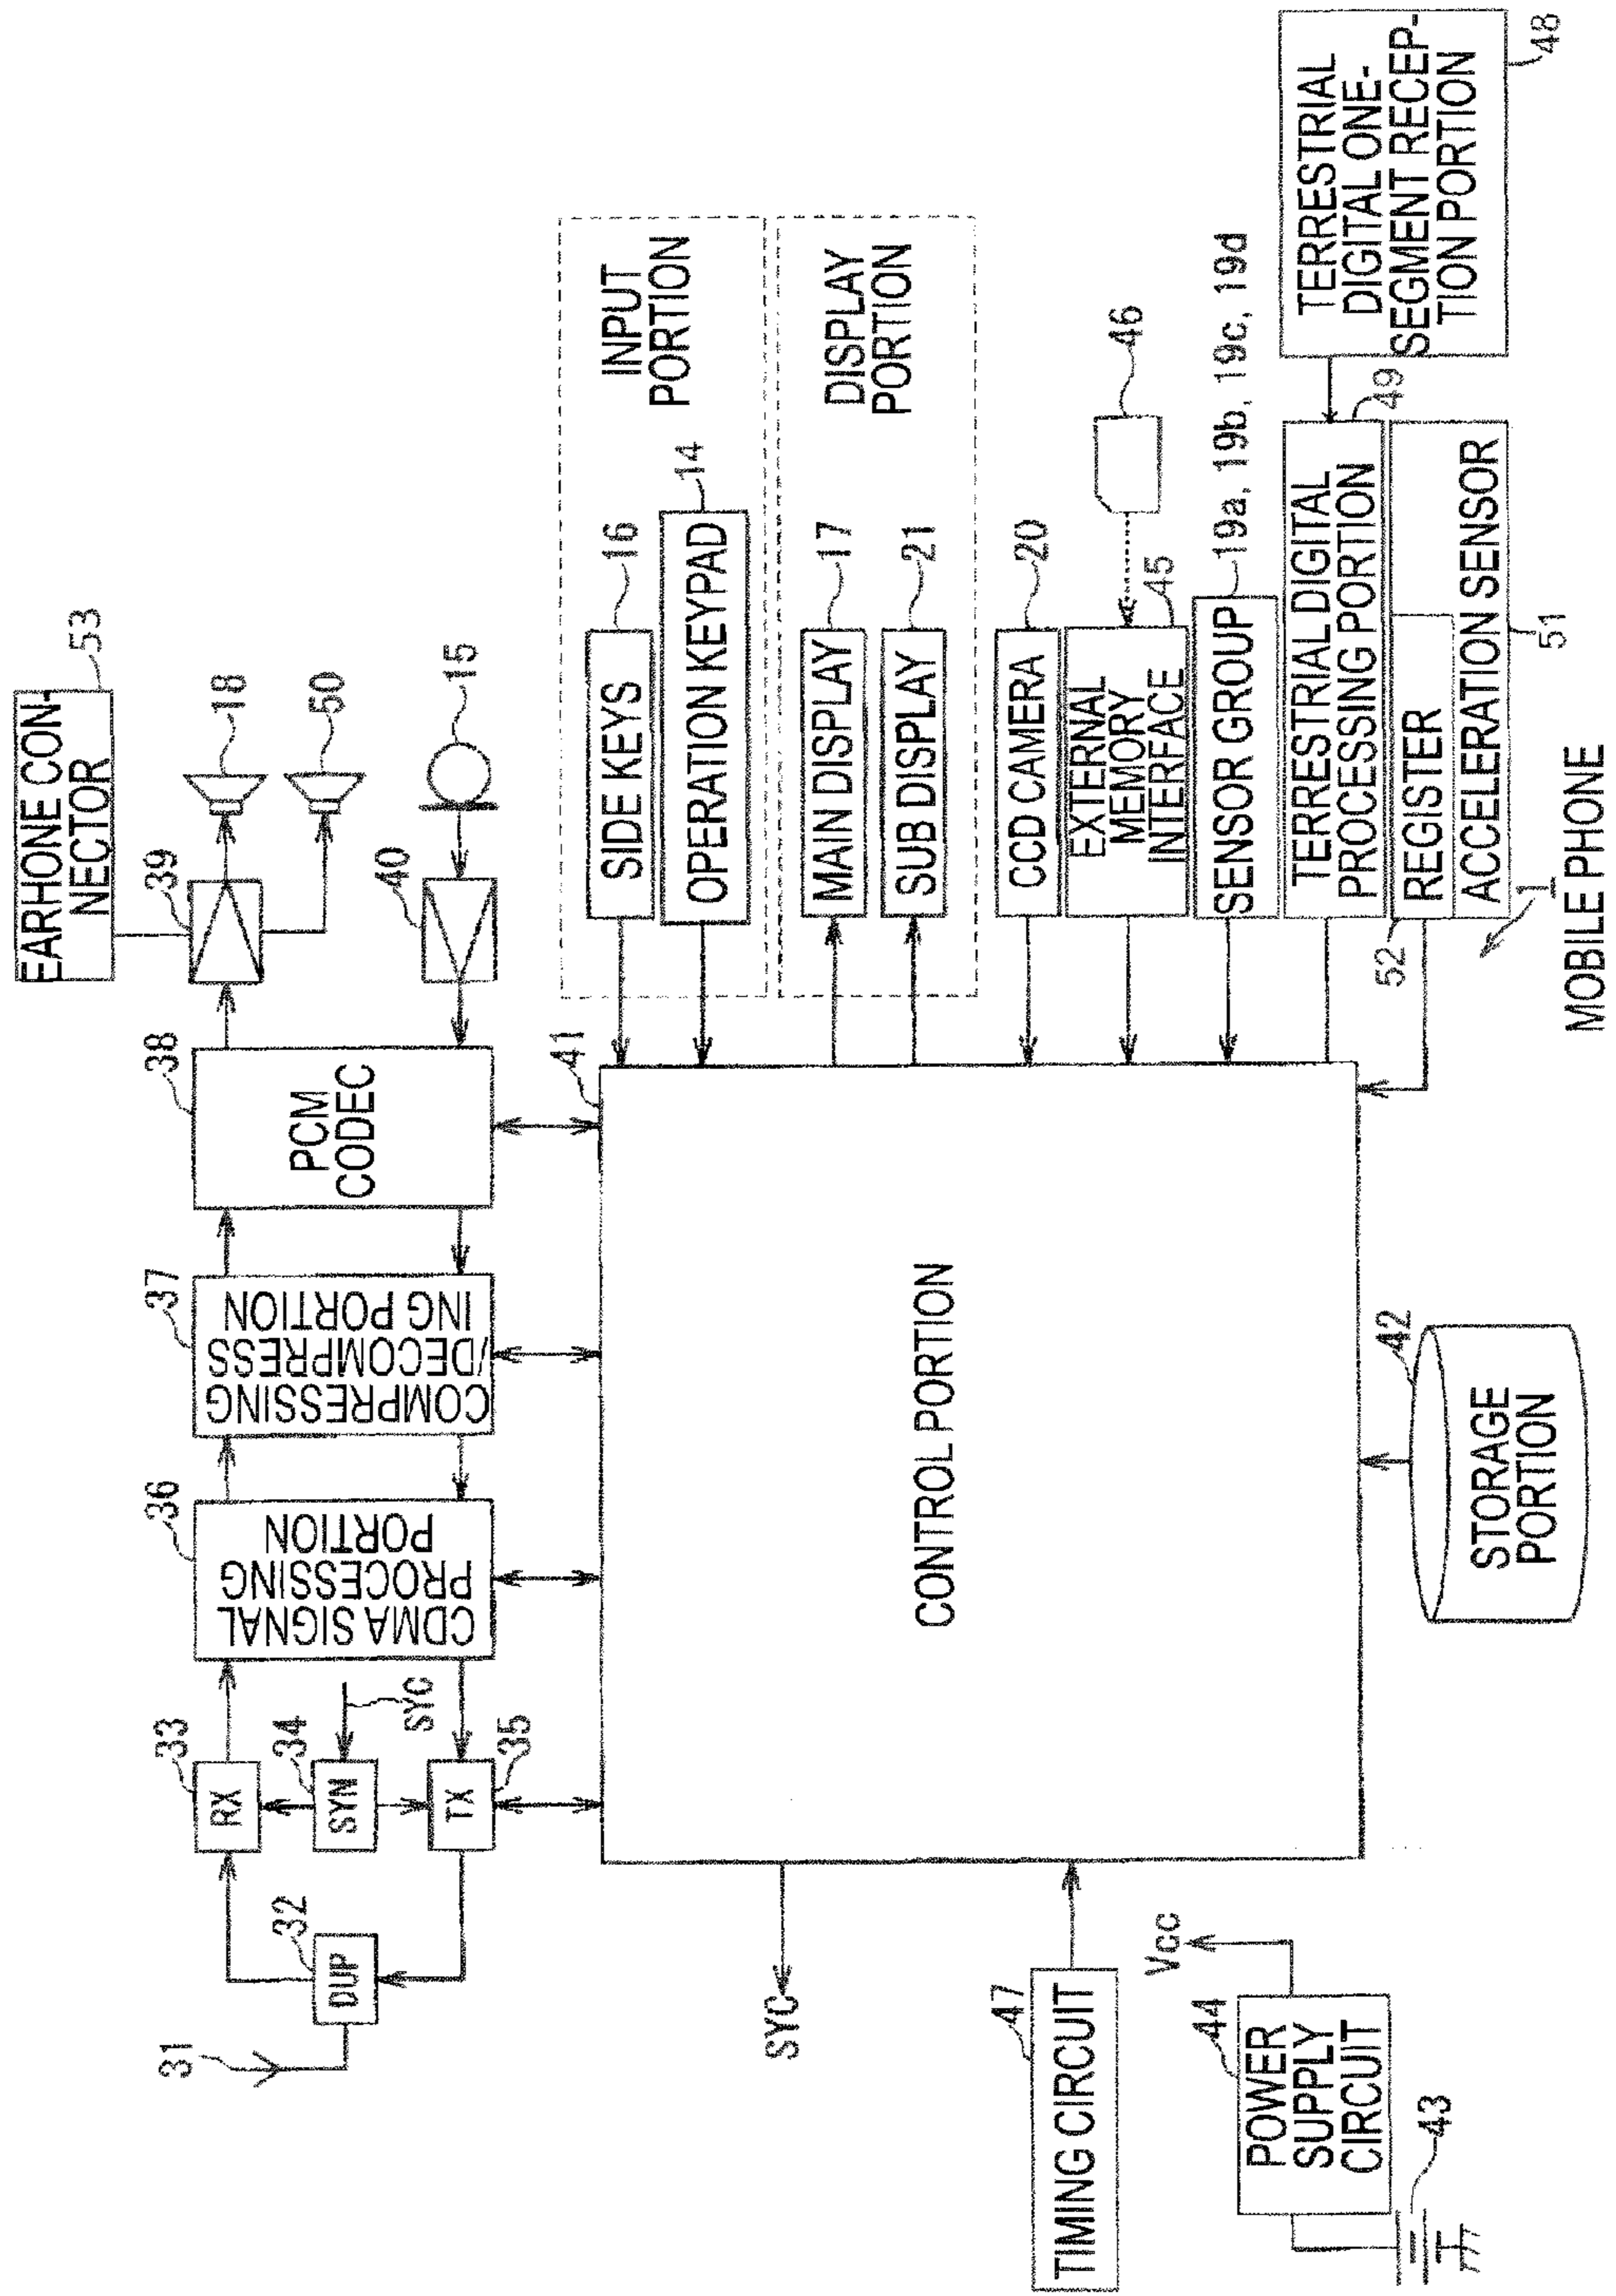 EARHONE CON-
NECTOR
53
39
18
50
15
40
38
PCM
CODEC
37
COMPRESSING
/DECOMPRESS
ING PORTION
36
CDMA SIGNAL
PROCESSING
PORTION
33
RX
34
SYN
SYC
35
TX
32
DUP
31
INPUT
PORTION
16
SIDE KEYS
14
OPERATION KEYPAD
DISPLAY
PORTION
17
MAIN DISPLAY
21
SUB DISPLAY
20
CCD CAMERA
46
45
EXTERNAL
MEMORY
INTERFACE
19a, 19b, 19c, 19d
SENSOR GROUP
TERRESTRIAL
DIGITAL ONE-
SEGMENT RECEP-
TION PORTION
48
49
TERRESTRIAL DIGITAL
PROCESSING PORTION
REGISTER
52
ACCELERATION SENSOR
51
1
MOBILE PHONE
41
CONTROL PORTION
42
STORAGE
PORTION
SYC
47
TIMING CIRCUIT
Vcc
44
POWER
SUPPLY
CIRCUIT
43